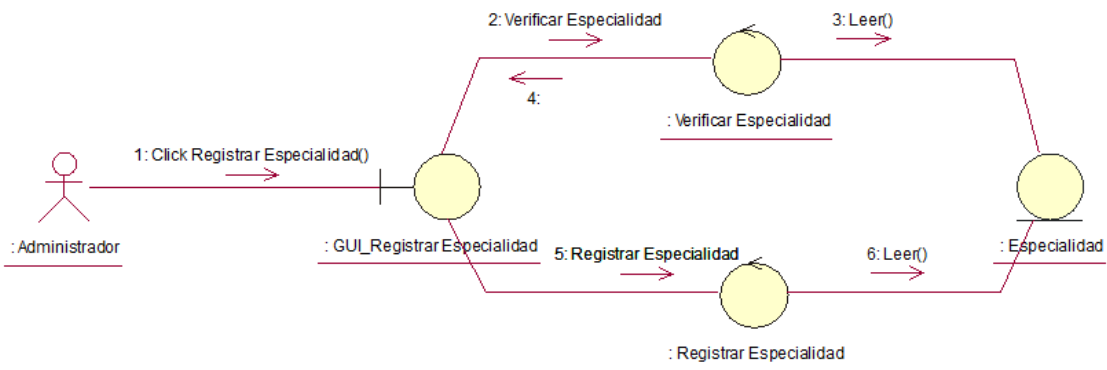 2: Verificar Especialidad
3: Leer()
4:
: Verificar Especialidad
1: Click Registrar Especialidad()
: Administrador
: GUI_Registrar Especialidad
5: Registrar Especialidad
6: Leer()
: Especialidad
: Registrar Especialidad